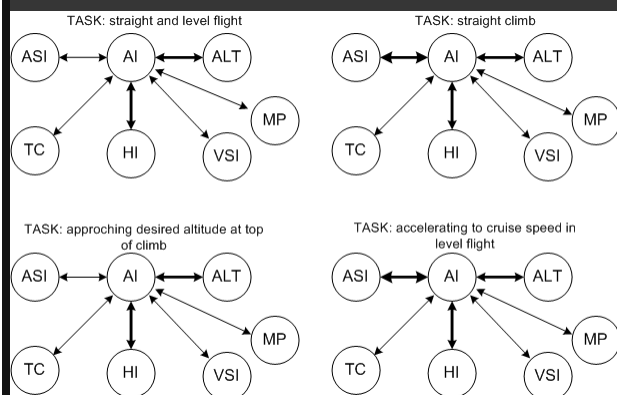 TASK: straight and level flight
ASI
AI
ALT
MP
TC
HI
VSI
TASK: straight climb
ASI
AI
ALT
MP
TC
HI
VSI
TASK: approching desired altitude at top
of climb
ASI
AI
ALT
MP
TC
HI
VSI
TASK: accelerating to cruise speed in
level flight
ASI
AI
ALT
MP
TC
HI
VSI